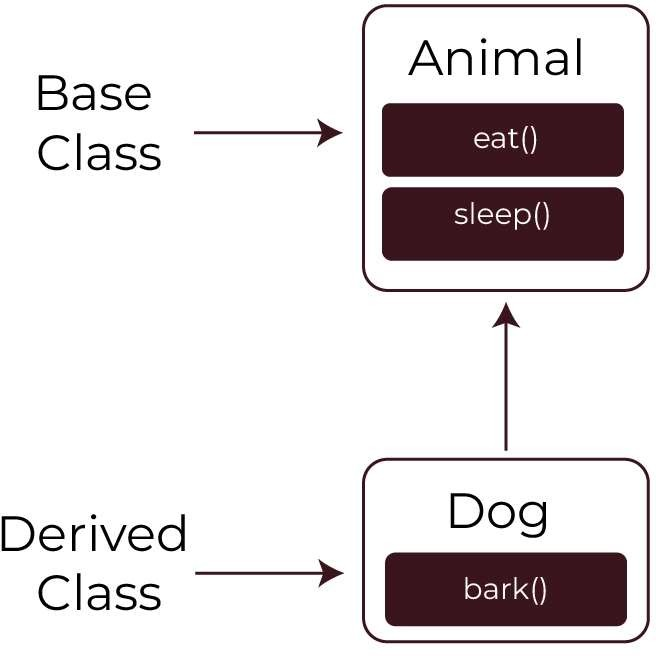 Base
Class
Animal
eat()
sleep()
Derived
Class
Dog
bark()